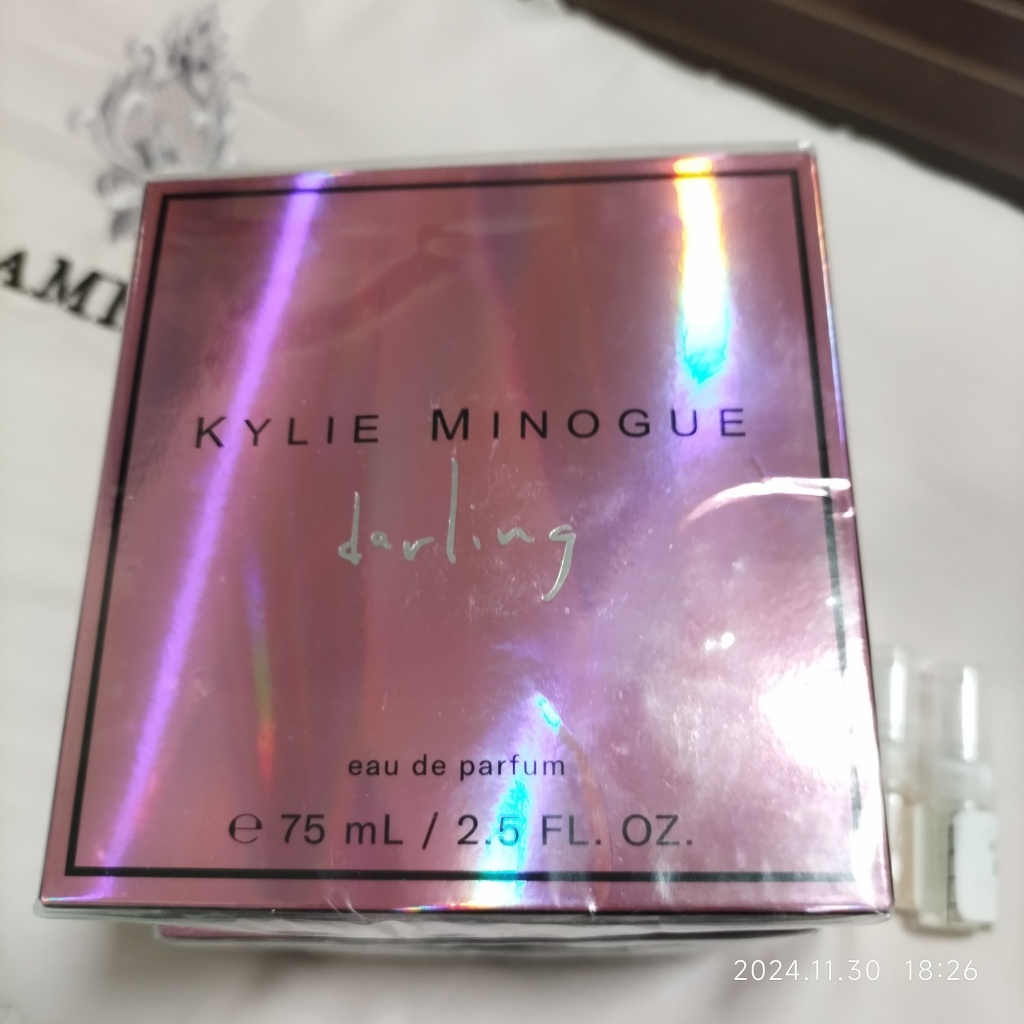 KYLIE MINOGUE
darling
eau de parfum
℮ 75 mL / 2.5 FL. OZ.
2024.11.30 18:26